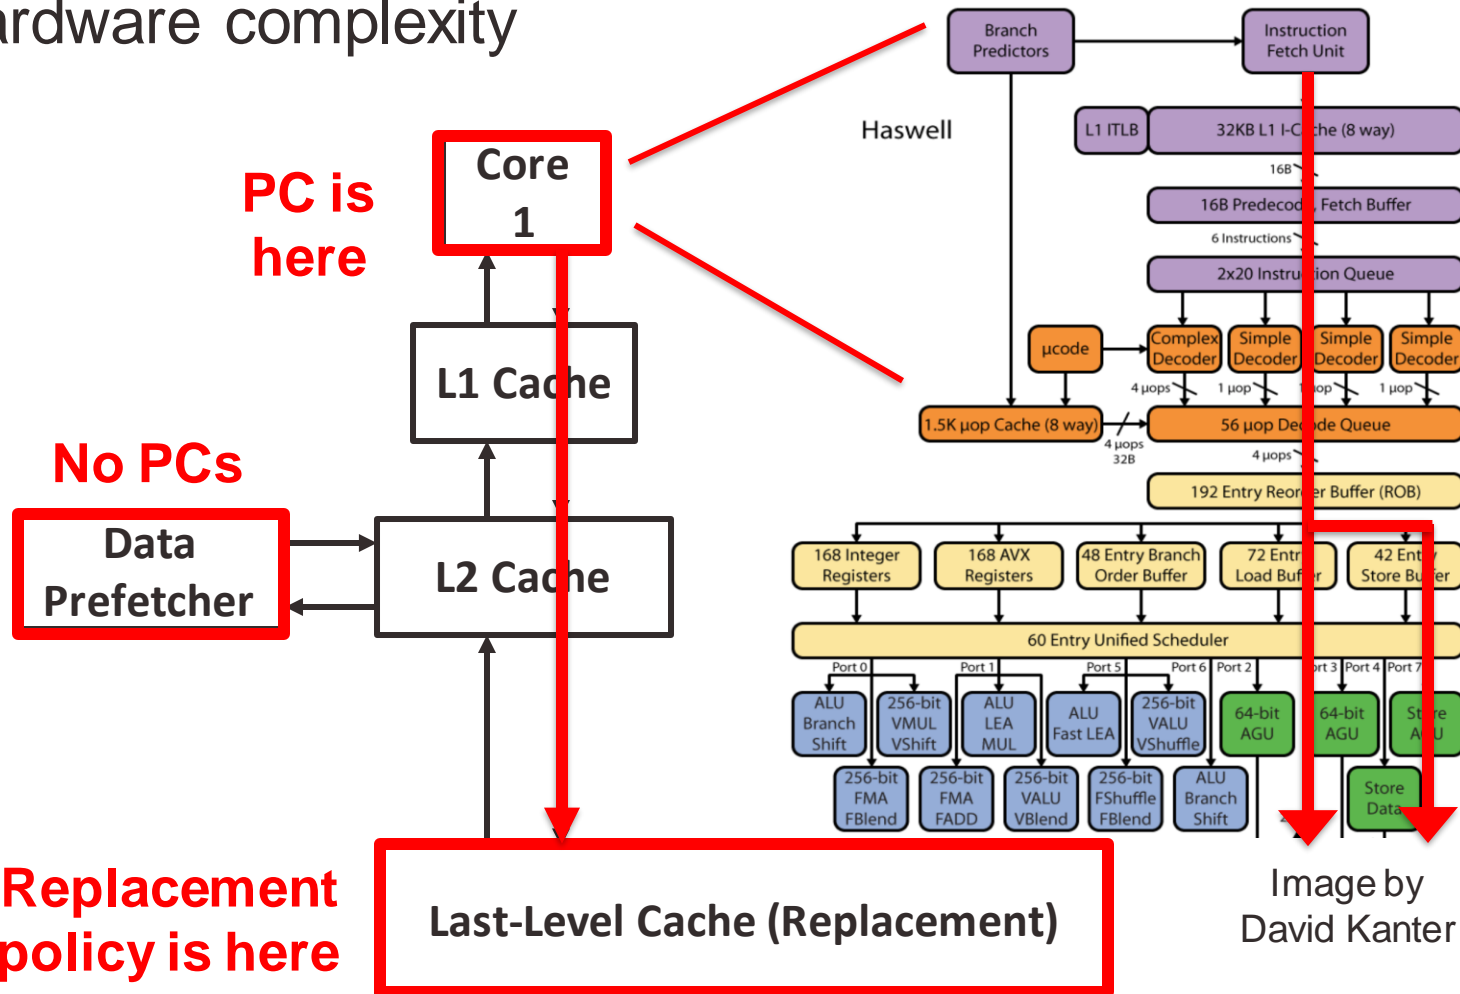 ardware complexity
PC is
here
Core
1
L1 Cache
No PCs
Data
Prefetcher
L2 Cache
Replacement
policy is here
Last-Level Cache (Replacement)
Haswell
Branch
Predictors
Instruction
Fetch Unit
L1 ITLB
32KB L1 I-Cache (8 way)
16B
16B Predecode, Fetch Buffer
6 Instructions
2x20 Instruction Queue
µcode
Complex
Decoder
Simple
Decoder
Simple
Decoder
Simple
Decoder
4 µops
1 µop
1 µop
1 µop
1.5K µop Cache (8 way)
4 µops
32B
56 µop Decode Queue
4 µops
192 Entry Reorder Buffer (ROB)
168 Integer
Registers
168 AVX
Registers
48 Entry Branch
Order Buffer
72 Entry
Load Buffer
42 Entry
Store Buffer
60 Entry Unified Scheduler
Port 0
Port 1
Port 5
Port 6
Port 2
Port 3
Port 4
Port 7
ALU
Branch
Shift
256-bit
VMUL
VShift
ALU
LEA
MUL
ALU
Fast LEA
256-bit
VALU
VShuffle
64-bit
AGU
64-bit
AGU
Store
AGU
256-bit
FMA
FBlend
256-bit
FMA
FADD
256-bit
VALU
VBlend
256-bit
FShuffle
FBlend
ALU
Branch
Shift
Store
Data
Image by
David Kanter